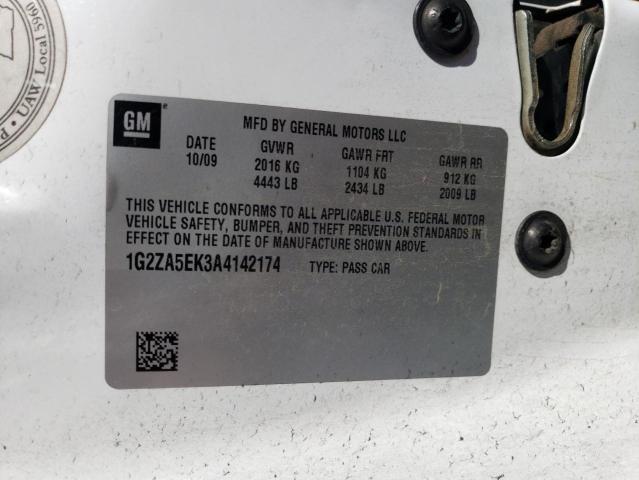 UAW Local 5960
GM
MFD BY GENERAL MOTORS LLC
DATE GVWR GAWR FRT GAWR RR
10/09 2016 KG 1104 KG 912 KG
4443 LB 2434 LB 2009 LB
THIS VEHICLE CONFORMS TO ALL APPLICABLE U.S. FEDERAL MOTOR
VEHICLE SAFETY, BUMPER, AND THEFT PREVENTION STANDARDS IN
EFFECT ON THE DATE OF MANUFACTURE SHOWN ABOVE.
1G2ZA5EK3A4142174 TYPE: PASS CAR